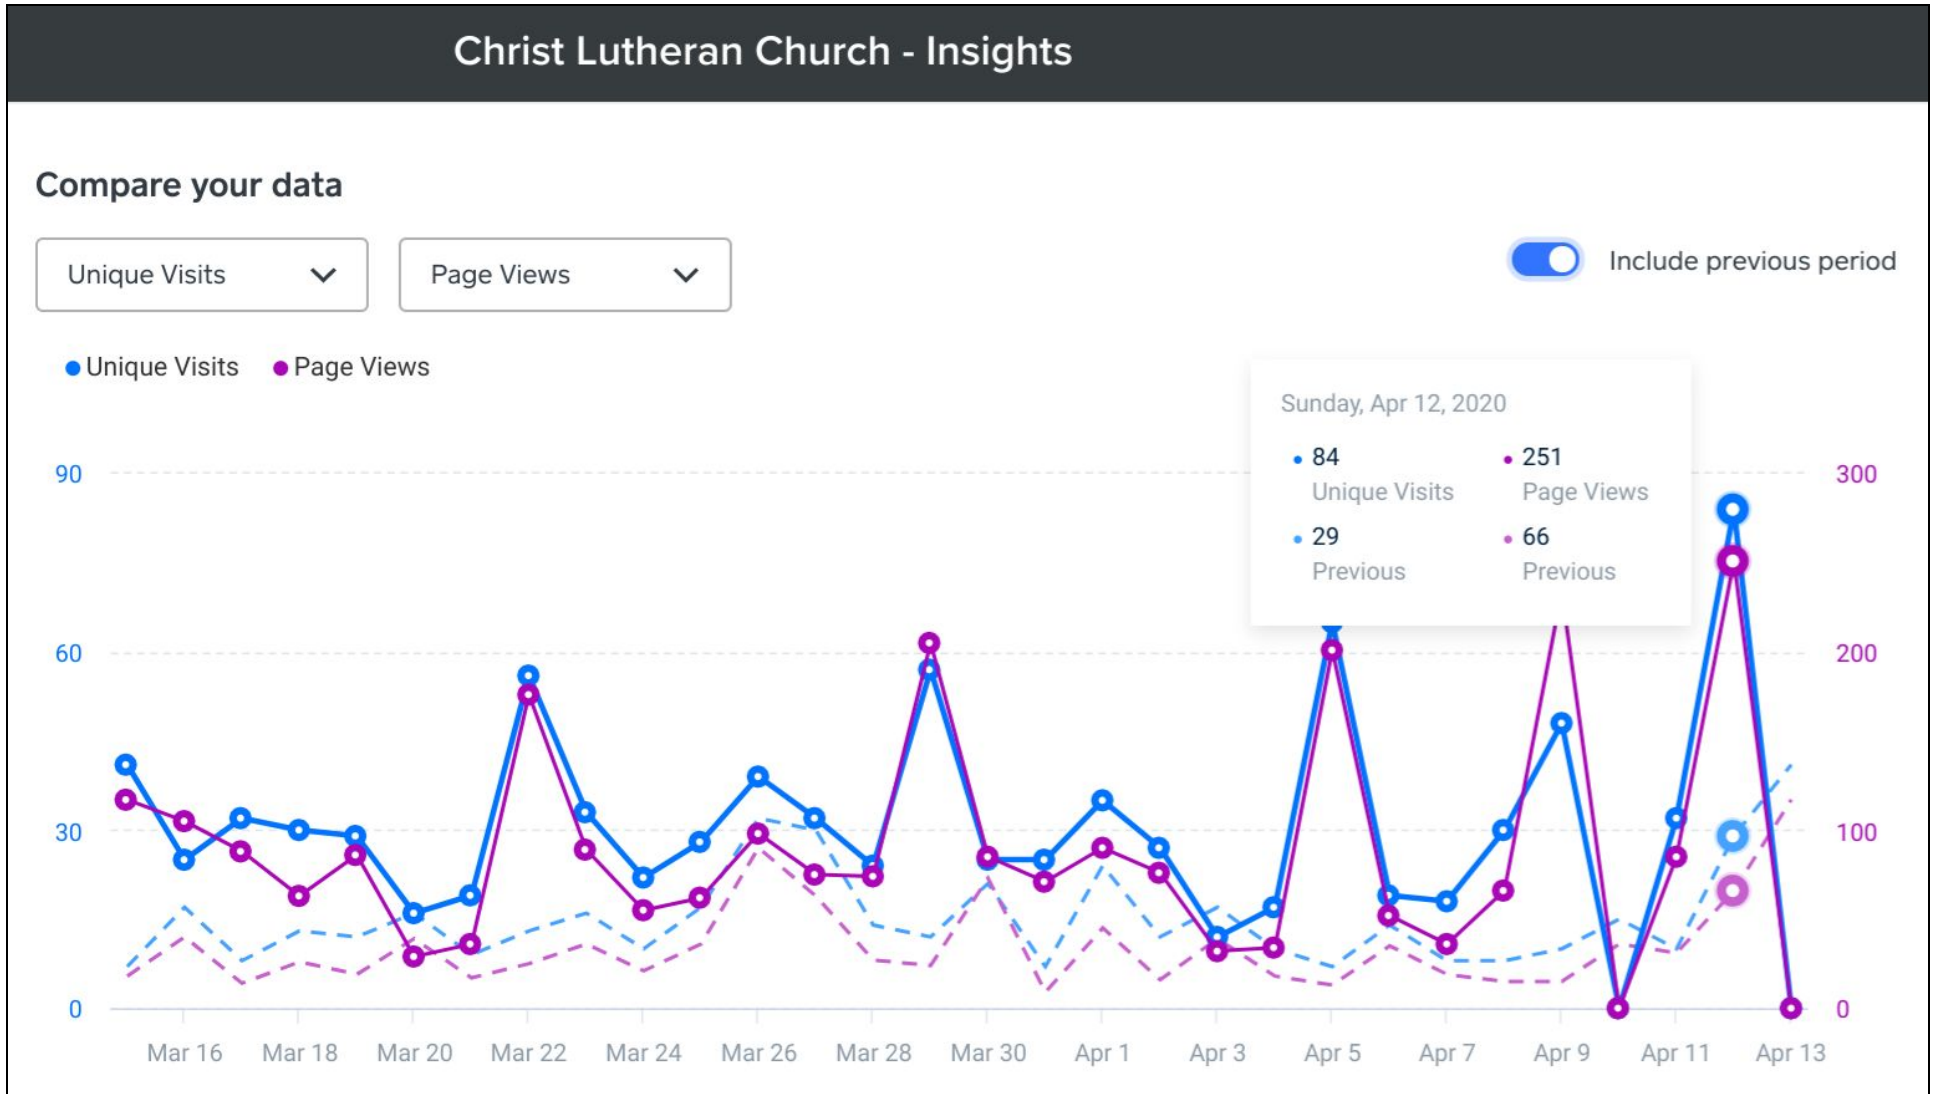 Christ Lutheran Church - Insights
Compare your data
Unique Visits
Page Views
Include previous period
Unique Visits Page Views
Sunday, Apr 12, 2020
84 251
Unique Visits Page Views
29 66
Previous Previous
90 300
60 200
30 100
0 0
Mar 16 Mar 18 Mar 20 Mar 22 Mar 24 Mar 26 Mar 28 Mar 30 Apr 1 Apr 3 Apr 5 Apr 7 Apr 9 Apr 11 Apr 13